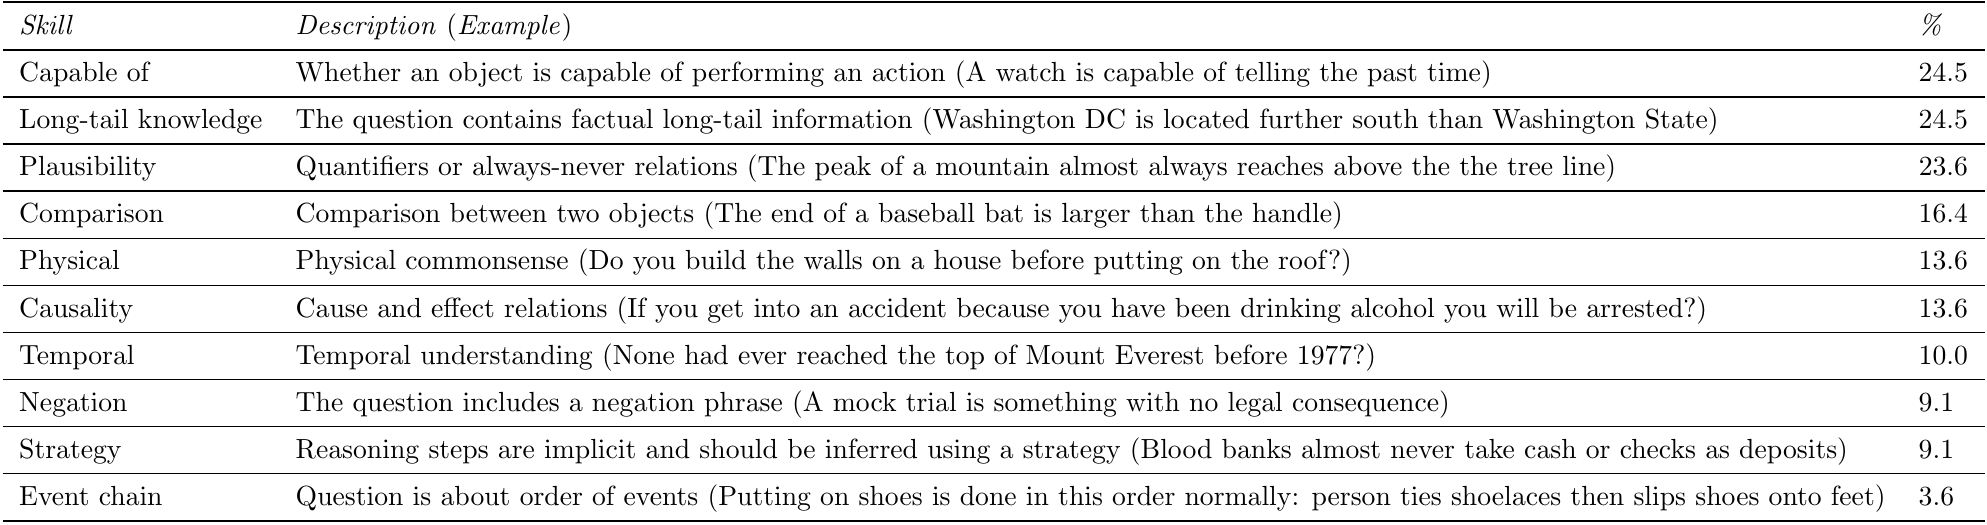 Skill Description (Example) %
Capable of Whether an object is capable of performing an action (A watch is capable of telling the past time) 24.5
Long-tail knowledge The question contains factual long-tail information (Washington DC is located further south than Washington State) 24.5
Plausibility Quantifiers or always-never relations (The peak of a mountain almost always reaches above the the tree line) 23.6
Comparison Comparison between two objects (The end of a baseball bat is larger than the handle) 16.4
Physical Physical commonsense (Do you build the walls on a house before putting on the roof?) 13.6
Causality Cause and effect relations (If you get into an accident because you have been drinking alcohol you will be arrested?) 13.6
Temporal Temporal understanding (None had ever reached the top of Mount Everest before 1977?) 10.0
Negation The question includes a negation phrase (A mock trial is something with no legal consequence) 9.1
Strategy Reasoning steps are implicit and should be inferred using a strategy (Blood banks almost never take cash or checks as deposits) 9.1
Event chain Question is about order of events (Putting on shoes is done in this order normally: person ties shoelaces then slips shoes onto feet) 3.6